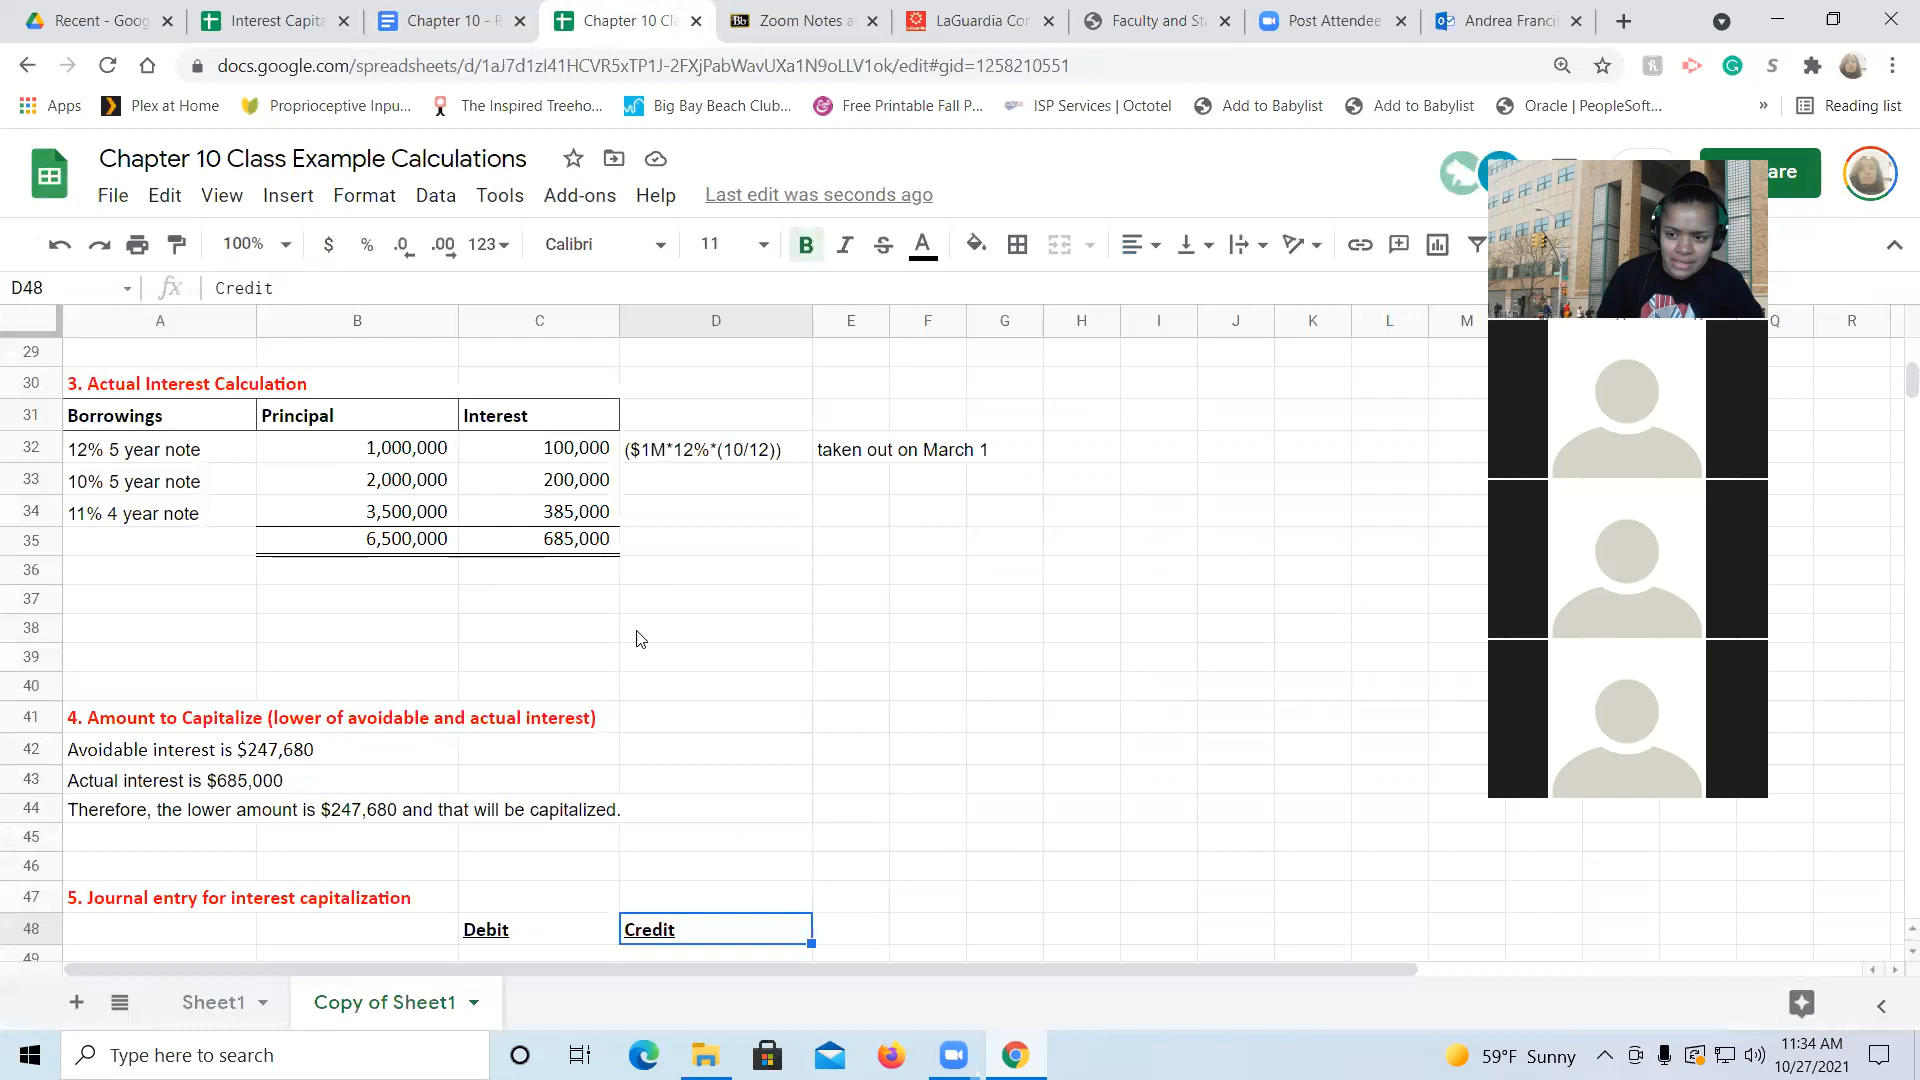 Recent - Goog
Interest Capita
Chapter 10 - R
Chapter 10 Cla
Zoom Notes a
LaGuardia Cor
Faculty and St
Post Attendee
Andrea Franci
docs.google.com/spreadsheets/d/1aJ7d1zI41HCVR5xTP1J-2FXjPabWavUXa1N9oLLV1ok/edit#gid=1258210551
Apps
Plex at Home
Proprioceptive Inpu...
The Inspired Treeho...
Big Bay Beach Club...
Free Printable Fall P...
ISP Services | Octotel
Add to Babylist
Add to Babylist
Oracle | PeopleSoft...
»
Reading list
Chapter 10 Class Example Calculations
are
File Edit View Insert Format Data Tools Add-ons Help Last edit was seconds ago
100% $ % .0 .00 123 Calibri 11 B I S A
D48 fx Credit
A B C D E F G H I J K L M Q R
29
30 3. Actual Interest Calculation
31 Borrowings Principal Interest
32 12% 5 year note 1,000,000 100,000 ($1M*12%*(10/12)) taken out on March 1
33 10% 5 year note 2,000,000 200,000
34 11% 4 year note 3,500,000 385,000
35 6,500,000 685,000
36
37
38
39
40
41 4. Amount to Capitalize (lower of avoidable and actual interest)
42 Avoidable interest is $247,680
43 Actual interest is $685,000
44 Therefore, the lower amount is $247,680 and that will be capitalized.
45
46
47 5. Journal entry for interest capitalization
48 Debit Credit
49
+ Sheet1 Copy of Sheet1
Type here to search
59°F Sunny
11:34 AM
10/27/2021